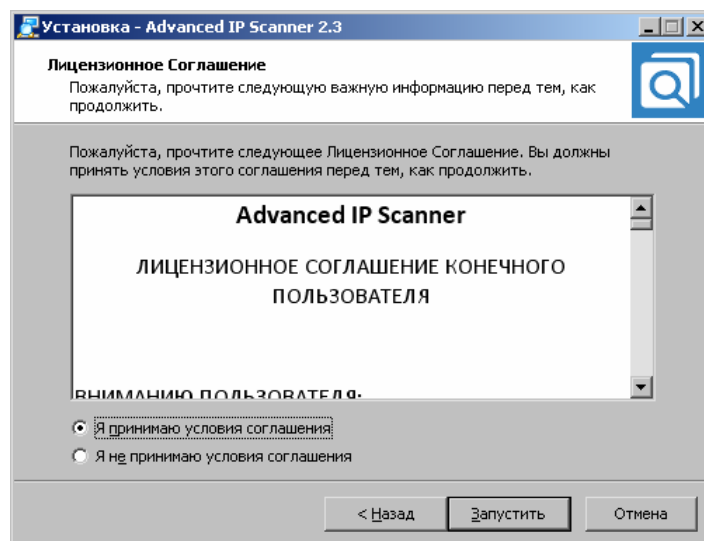 Установка - Advanced IP Scanner 2.3
Лицензионное Соглашение
Пожалуйста, прочтите следующую важную информацию перед тем, как
продолжить.
Пожалуйста, прочтите следующее Лицензионное Соглашение. Вы должны
принять условия этого соглашения перед тем, как продолжить.
Advanced IP Scanner
ЛИЦЕНЗИОННОЕ СОГЛАШЕНИЕ КОНЕЧНОГО
ПОЛЬЗОВАТЕЛЯ
ВНИМАНИЮ ПОЛЬЗОВАТЕЛЯ:
Я принимаю условия соглашения
Я не принимаю условия соглашения
< Назад Запустить Отмена